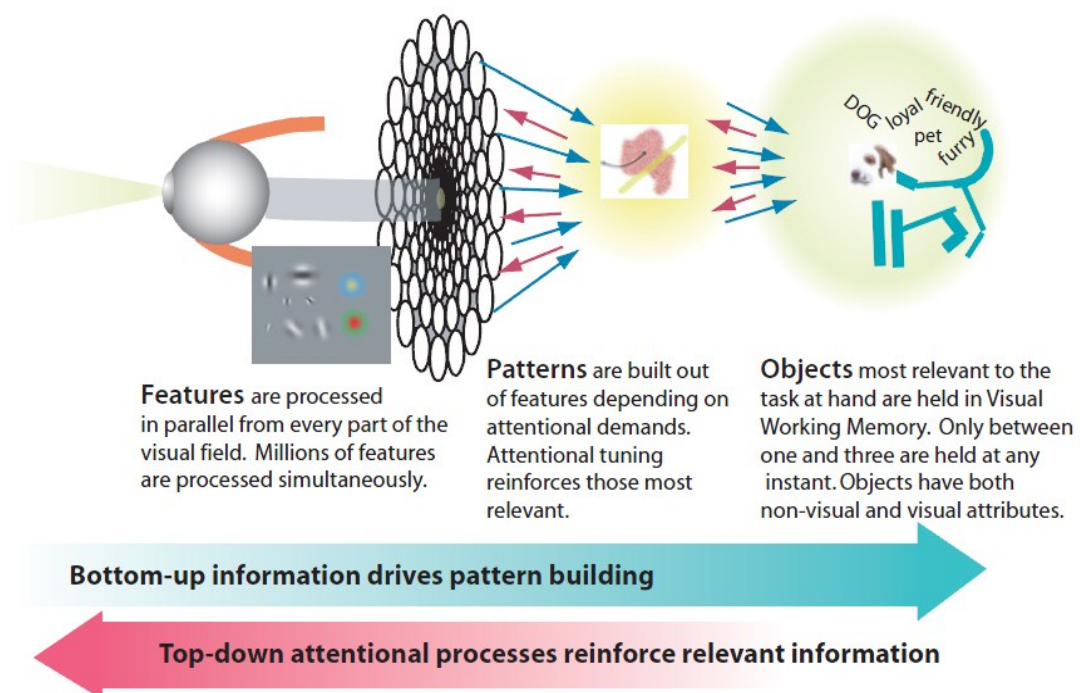 DOG loyal friendly
pet
furry
Features are processed
in parallel from every part of the
visual field. Millions of features
are processed simultaneously.
Patterns are built out
of features depending on
attentional demands.
Attentional tuning
reinforces those most
relevant.
Objects most relevant to the
task at hand are held in Visual
Working Memory. Only between
one and three are held at any
instant. Objects have both
non-visual and visual attributes.
Bottom-up information drives pattern building
Top-down attentional processes reinforce relevant information